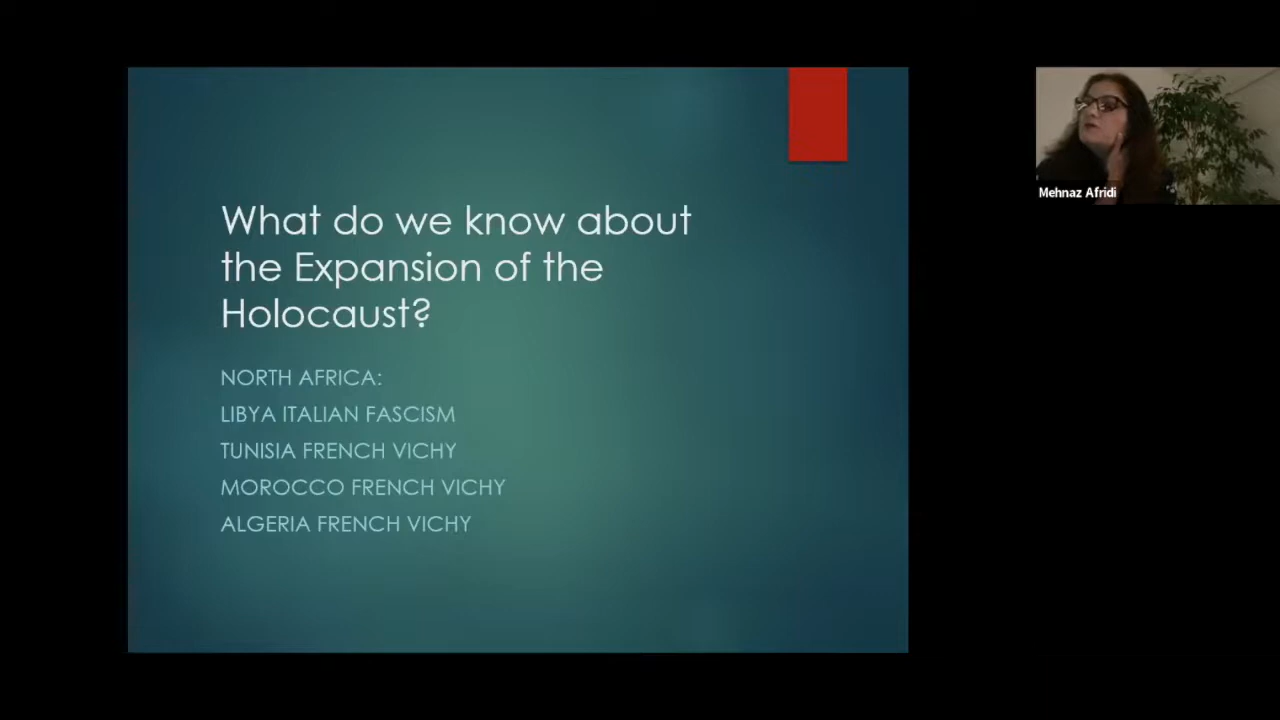 What do we know about
the Expansion of the
Holocaust?
NORTH AFRICA:
LIBYA ITALIAN FASCISM
TUNISIA FRENCH VICHY
MOROCCO FRENCH VICHY
ALGERIA FRENCH VICHY
Mehnaz Afridi